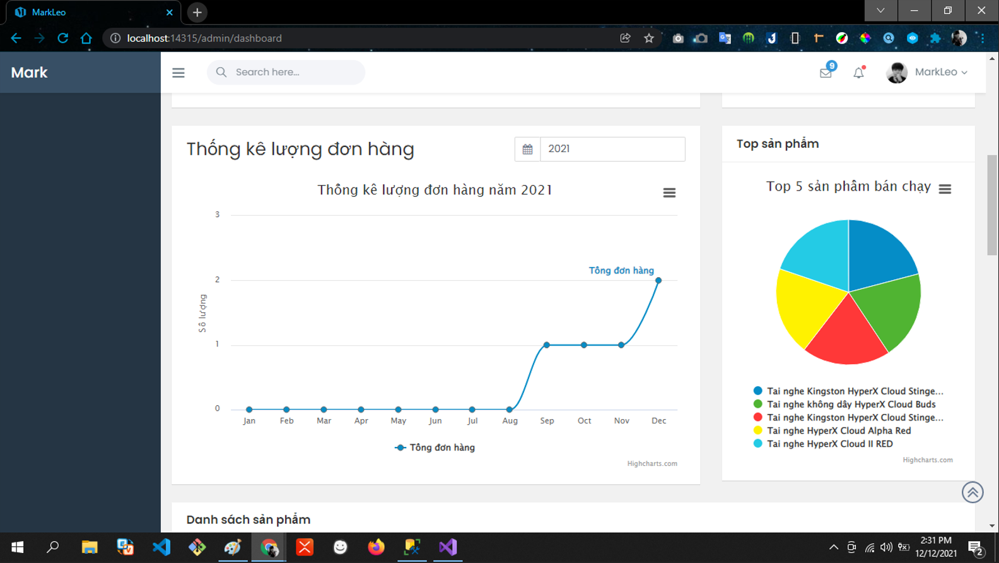 MarkLeo
localhost:14315/admin/dashboard
Mark
Search here...
9
MarkLeo
Thống kê lượng đơn hàng
2021
Thống kê lượng đơn hàng năm 2021
3
2
1
0
Số lượng
Tổng đơn hàng
Jan Feb Mar Apr May Jun Jul Aug Sep Oct Nov Dec
Tổng đơn hàng
Highcharts.com
Top sản phẩm
Top 5 sản phẩm bán chạy
Tai nghe Kingston HyperX Cloud Stinge...
Tai nghe không dây HyperX Cloud Buds
Tai nghe Kingston HyperX Cloud Stinge...
Tai nghe HyperX Cloud Alpha Red
Tai nghe HyperX Cloud II RED
Highcharts.com
Danh sách sản phẩm
2:31 PM
12/12/2021
2